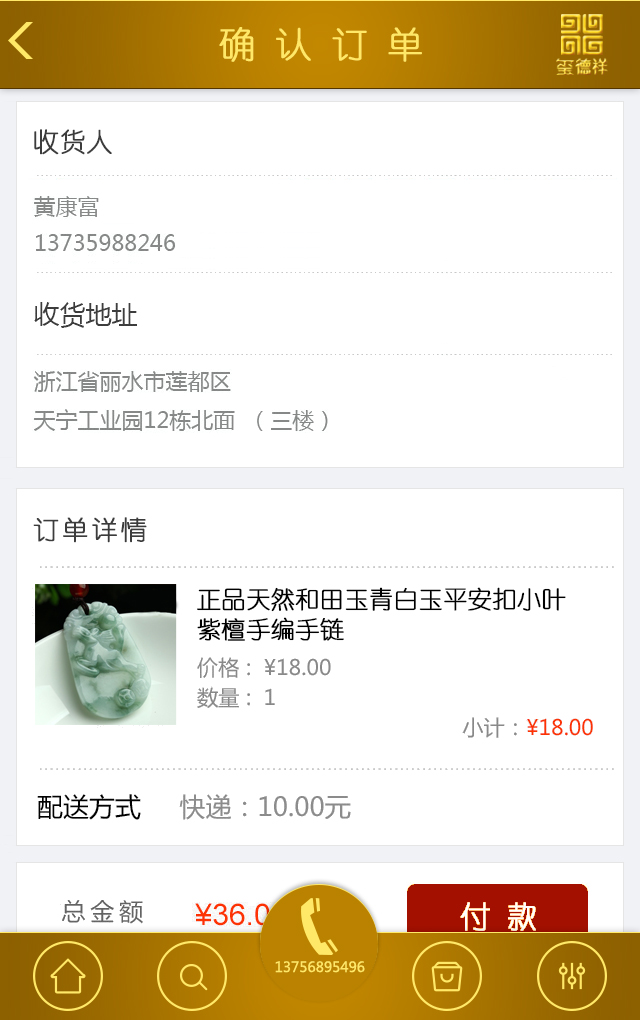 确认订单
玺德祥
收货人
黄康富
13735988246
收货地址
浙江省丽水市莲都区
天宁工业园12栋北面 （三楼）
订单详情
正品天然和田玉青白玉平安扣小叶
紫檀手编手链
价格： ¥18.00
数量： 1
小计：¥18.00
配送方式 快递：10.00元
总金额 ¥36.0 付款
13756895496